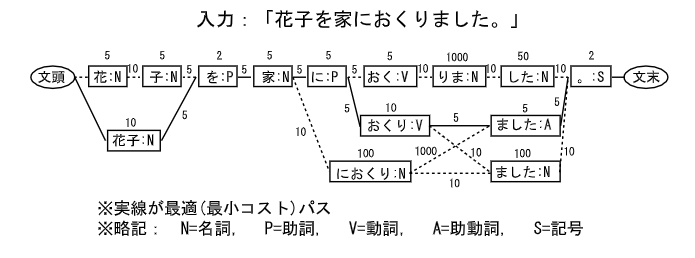 入力：「花子を家におくりました。」
5 5 2 5 5 5 1000 50 2
文頭 10 花:N 10 子:N 5 を:P 5 家:N 5 に:P 5 おく:V 10 りま:N 10 した:N 10 。:S 文末
10 5 10 5 5 5
花子:N おくり:V ました:A
10 100 1000 10 100 10
におくり:N 10 ました:N
※実線が最適(最小コスト)パス
※略記： N=名詞, P=助詞, V=動詞, A=助動詞, S=記号